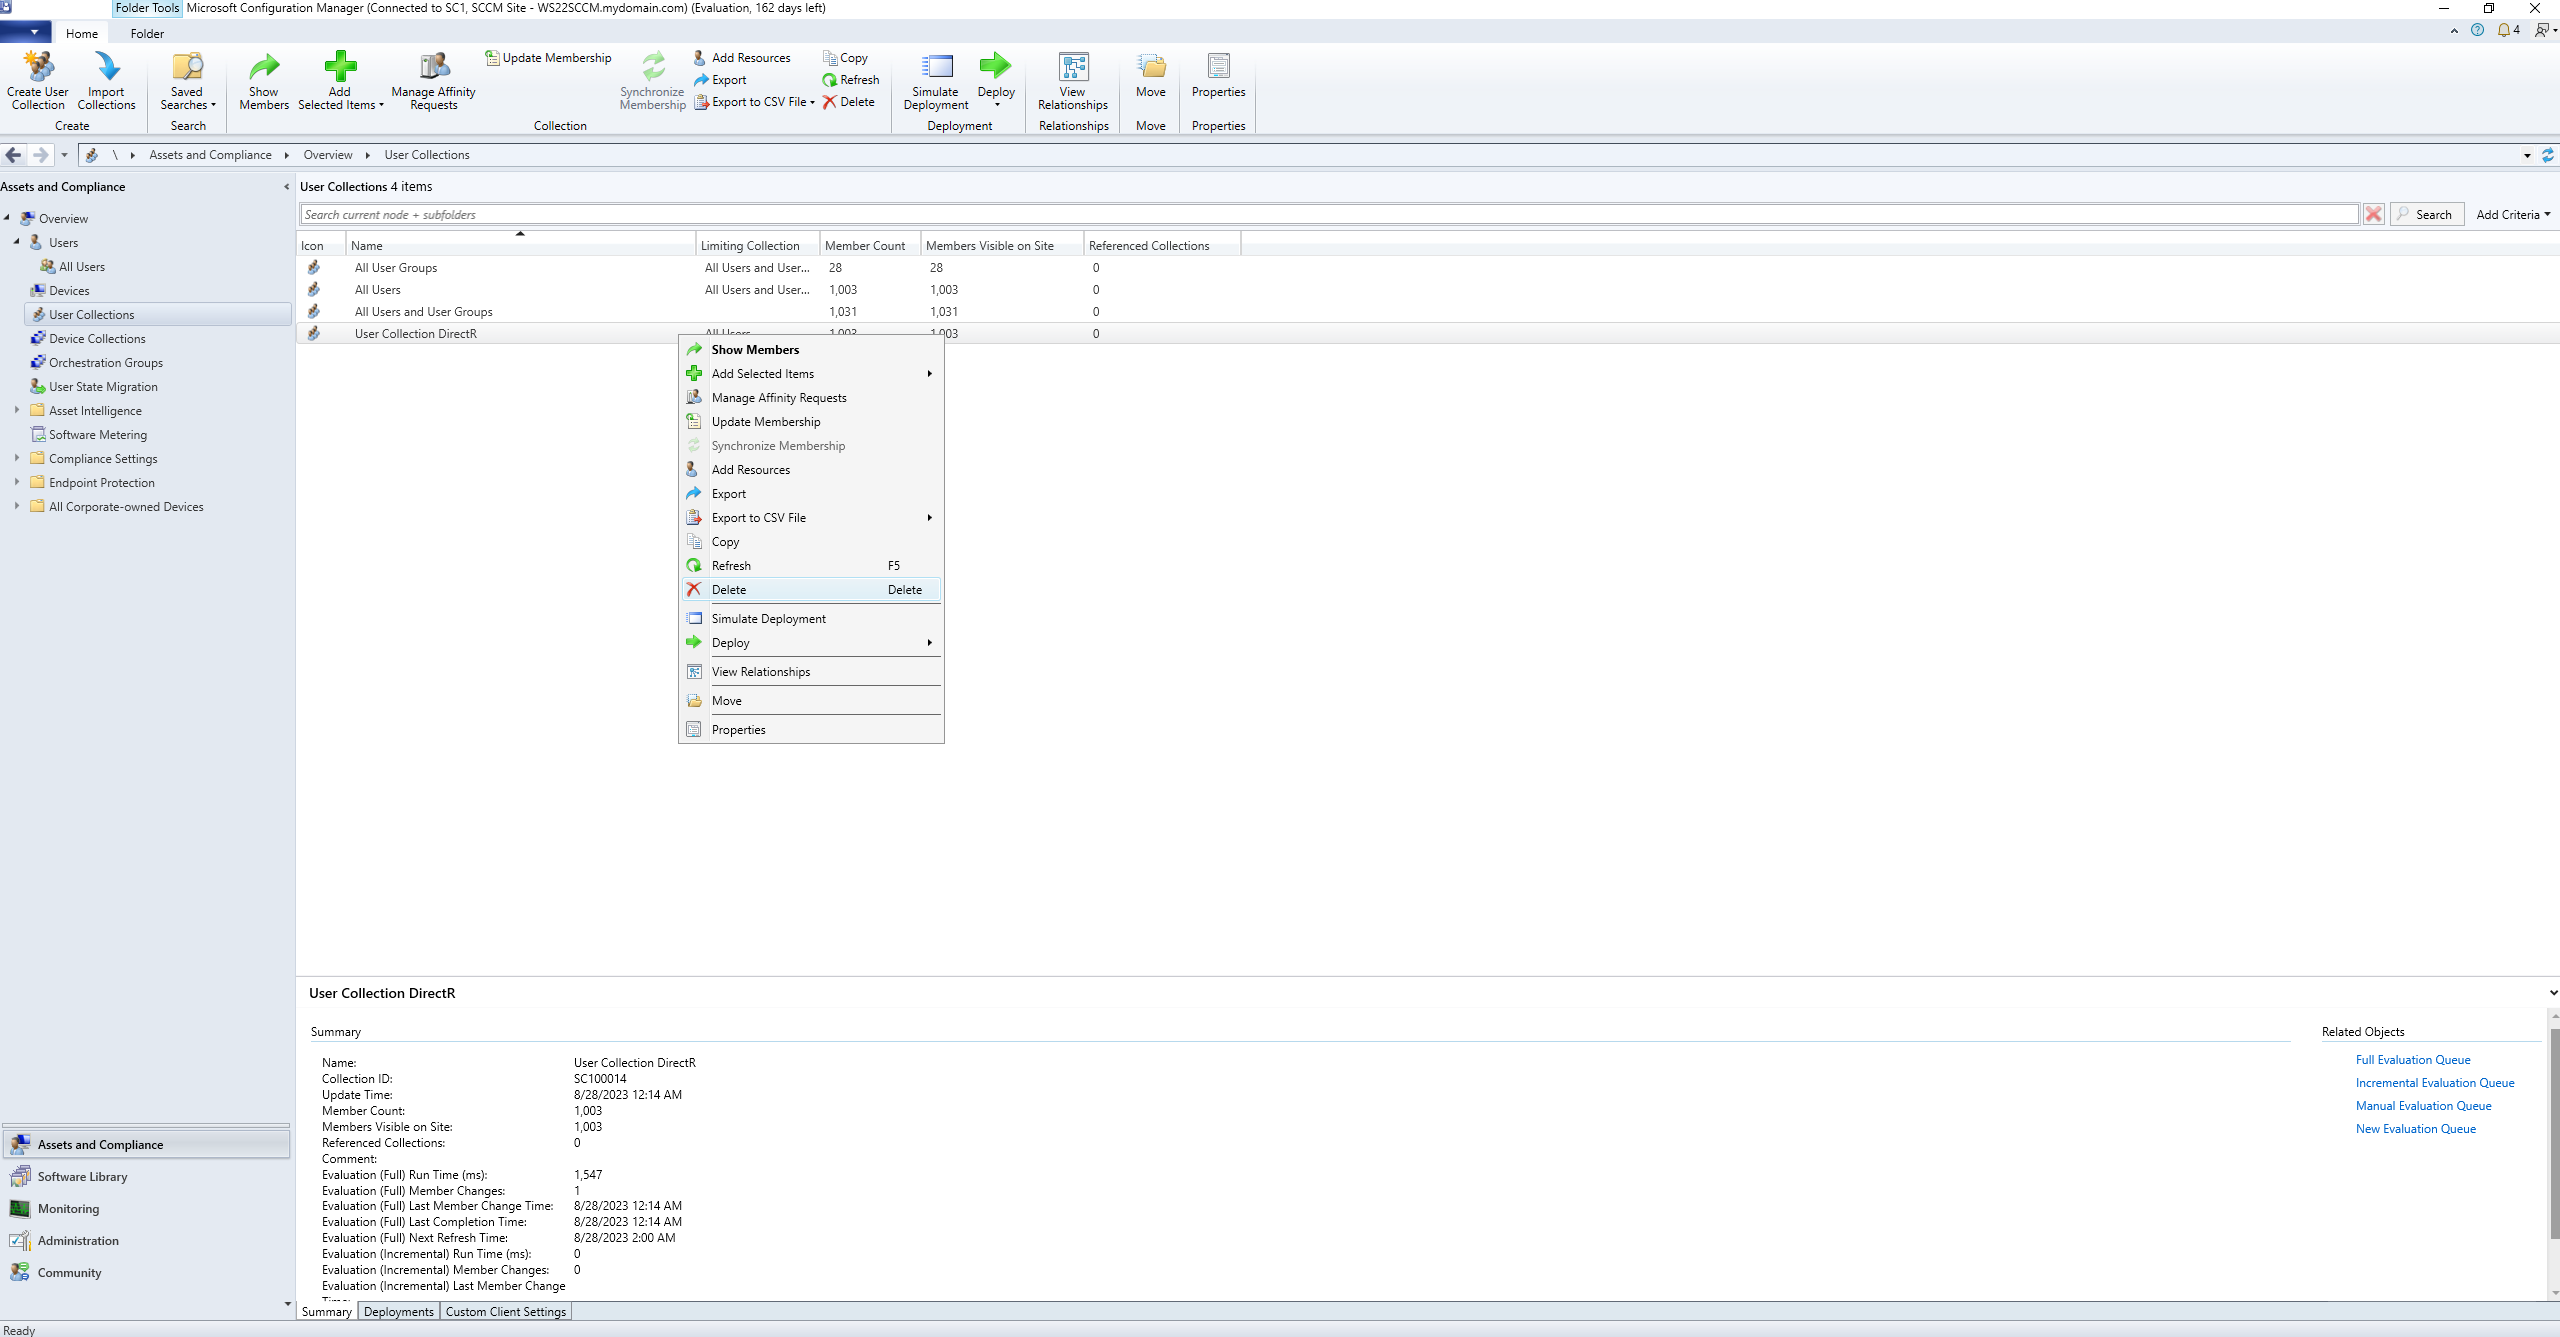 Folder Tools Microsoft Configuration Manager (Connected to SC1, SCCM Site - WS22SCCM.mydomain.com) (Evaluation, 162 days left)
Home Folder
4
Create User Collection
Import Collections
Create
Saved Searches
Search
Show Members
Add Selected Items
Manage Affinity Requests
Update Membership
Synchronize Membership
Add Resources
Export
Export to CSV File
Copy
Refresh
Delete
Collection
Simulate Deployment
Deploy
Deployment
View Relationships
Relationships
Move
Move
Properties
Properties
\ Assets and Compliance Overview User Collections
Assets and Compliance
Overview
Users
All Users
Devices
User Collections
Device Collections
Orchestration Groups
User State Migration
Asset Intelligence
Software Metering
Compliance Settings
Endpoint Protection
All Corporate-owned Devices
Assets and Compliance
Software Library
Monitoring
Administration
Community
User Collections 4 items
Search current node + subfolders
Search Add Criteria
Icon Name Limiting Collection Member Count Members Visible on Site Referenced Collections
All User Groups All Users and User... 28 28 0
All Users All Users and User... 1,003 1,003 0
All Users and User Groups 1,031 1,031 0
User Collection DirectR All Users 1,003 1,003 0
Show Members
Add Selected Items
Manage Affinity Requests
Update Membership
Synchronize Membership
Add Resources
Export
Export to CSV File
Copy
Refresh F5
Delete Delete
Simulate Deployment
Deploy
View Relationships
Move
Properties
User Collection DirectR
Summary
Name: User Collection DirectR
Collection ID: SC100014
Update Time: 8/28/2023 12:14 AM
Member Count: 1,003
Members Visible on Site: 1,003
Referenced Collections: 0
Comment:
Evaluation (Full) Run Time (ms): 1,547
Evaluation (Full) Member Changes: 1
Evaluation (Full) Last Member Change Time: 8/28/2023 12:14 AM
Evaluation (Full) Last Completion Time: 8/28/2023 12:14 AM
Evaluation (Full) Next Refresh Time: 8/28/2023 2:00 AM
Evaluation (Incremental) Run Time (ms): 0
Evaluation (Incremental) Member Changes: 0
Evaluation (Incremental) Last Member Change
Time:
Related Objects
Full Evaluation Queue
Incremental Evaluation Queue
Manual Evaluation Queue
New Evaluation Queue
Summary Deployments Custom Client Settings
Ready